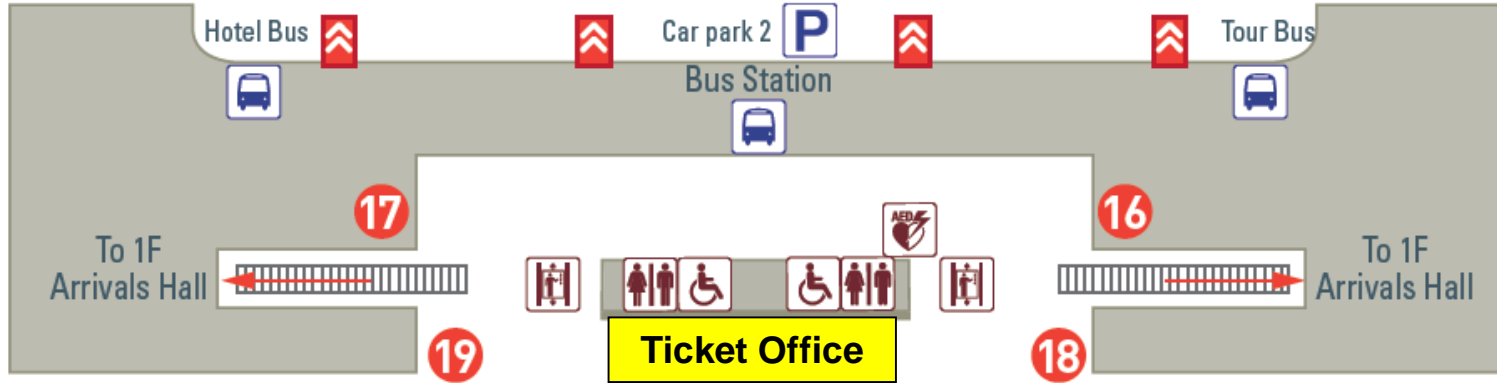 Hotel Bus
Car park 2
P
Tour Bus
Bus Station
17
16
AED
To 1F
Arrivals Hall
To 1F
Arrivals Hall
19
Ticket Office
18